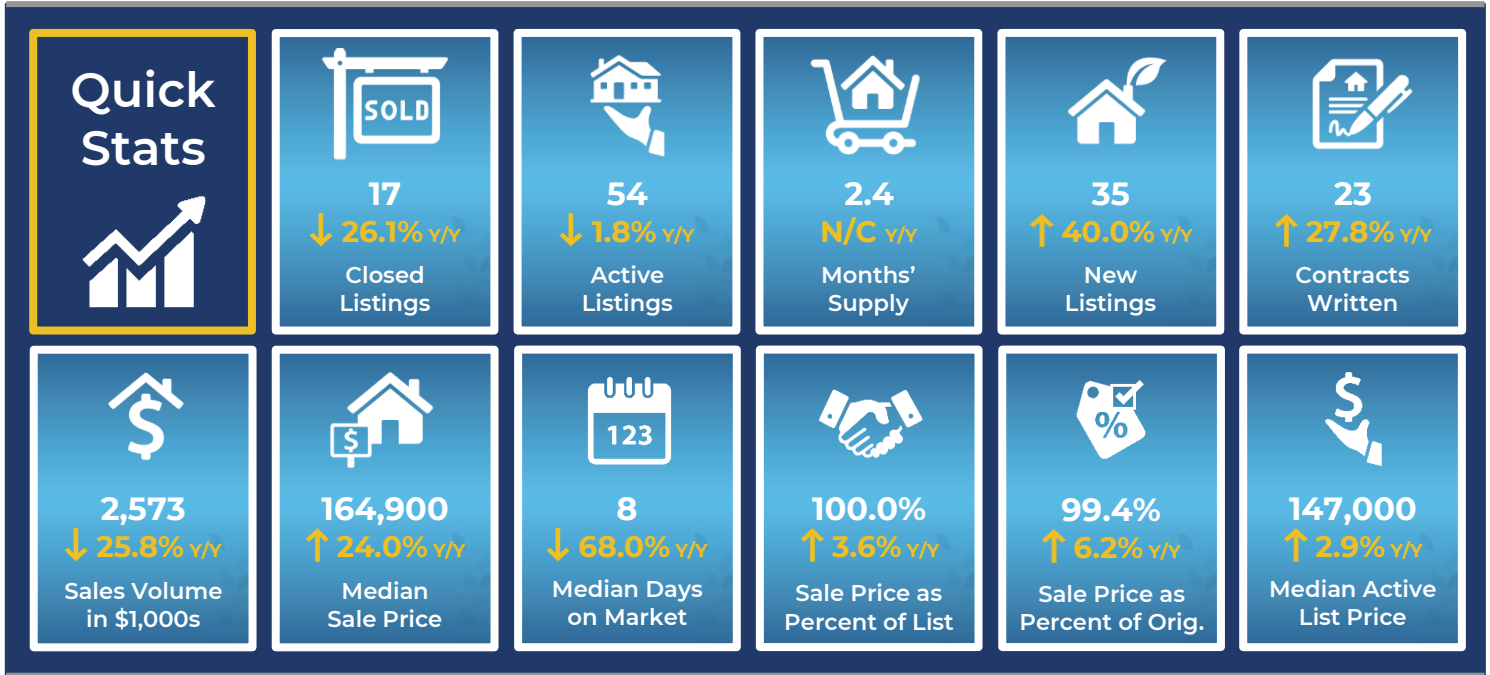 Quick
Stats
SOLD
17
↓ 26.1% Y/Y
Closed
Listings
54
↓ 1.8% Y/Y
Active
Listings
2.4
N/C Y/Y
Months’
Supply
35
↑ 40.0% Y/Y
New
Listings
23
↑ 27.8% Y/Y
Contracts
Written
$
2,573
↓ 25.8% Y/Y
Sales Volume
in $1,000s
$
164,900
↑ 24.0% Y/Y
Median
Sale Price
123
8
↓ 68.0% Y/Y
Median Days
on Market
100.0%
↑ 3.6% Y/Y
Sale Price as
Percent of List
%
99.4%
↑ 6.2% Y/Y
Sale Price as
Percent of Orig.
$
147,000
↑ 2.9% Y/Y
Median Active
List Price